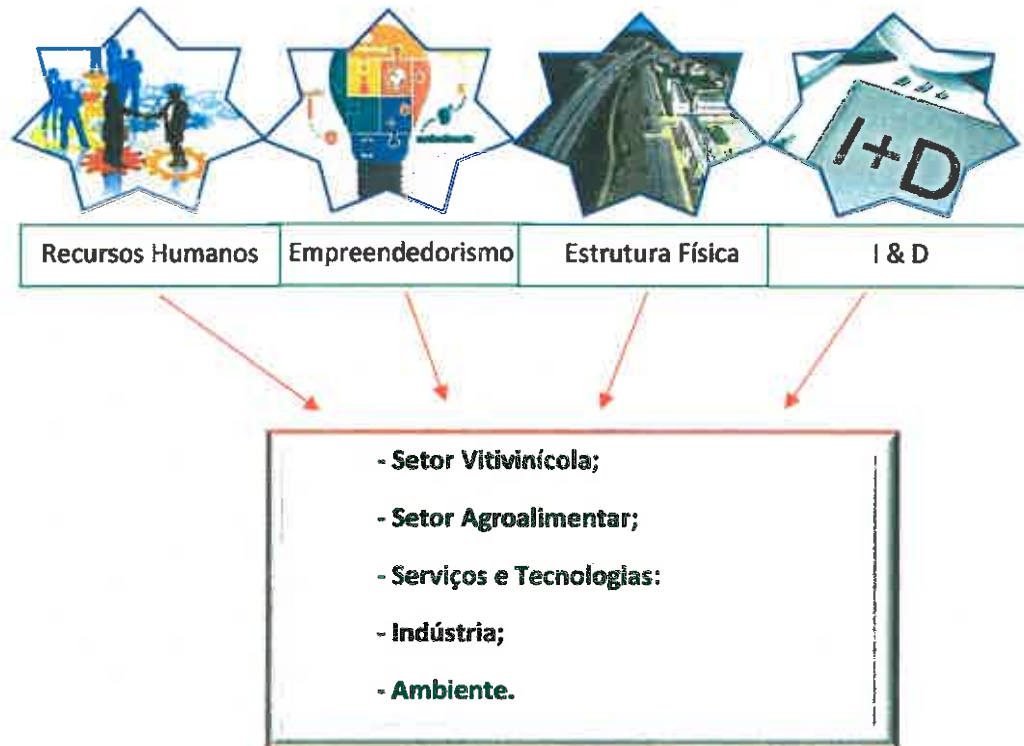 I+D
Recursos Humanos
Empreendedorismo
Estrutura Física
I & D
- Setor Vitivinícola;
- Setor Agroalimentar;
- Serviços e Tecnologias:
- Indústria;
- Ambiente.